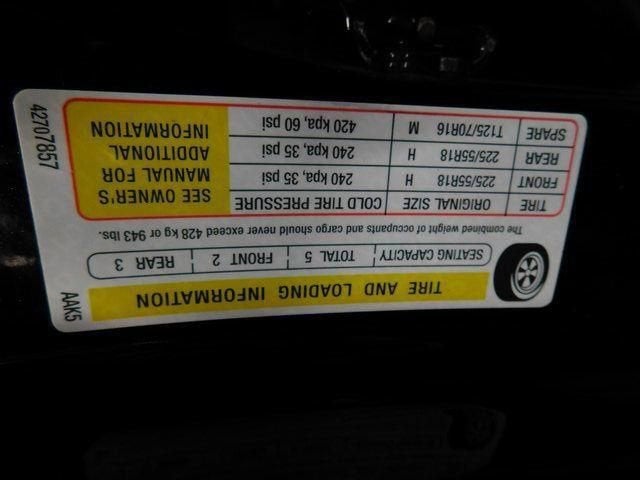 TIRE AND LOADING INFORMATION
SEATING CAPACITY | TOTAL 5 | FRONT 2 | REAR 3
The combined weight of occupants and cargo should never exceed 428 kg or 943 lbs.
TIRE ORIGINAL SIZE COLD TIRE PRESSURE
FRONT 225/55R18 H 240 kpa, 35 psi
REAR 225/55R18 H 240 kpa, 35 psi
SPARE T125/70R16 M 420 kpa, 60 psi
SEE OWNER'S
MANUAL FOR
ADDITIONAL
INFORMATION
AAK5
42707857